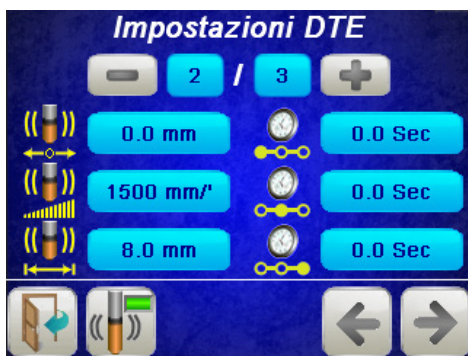 Impostazioni DTE
2 / 3
0.0 mm 0.0 Sec
1500 mm/' 0.0 Sec
8.0 mm 0.0 Sec